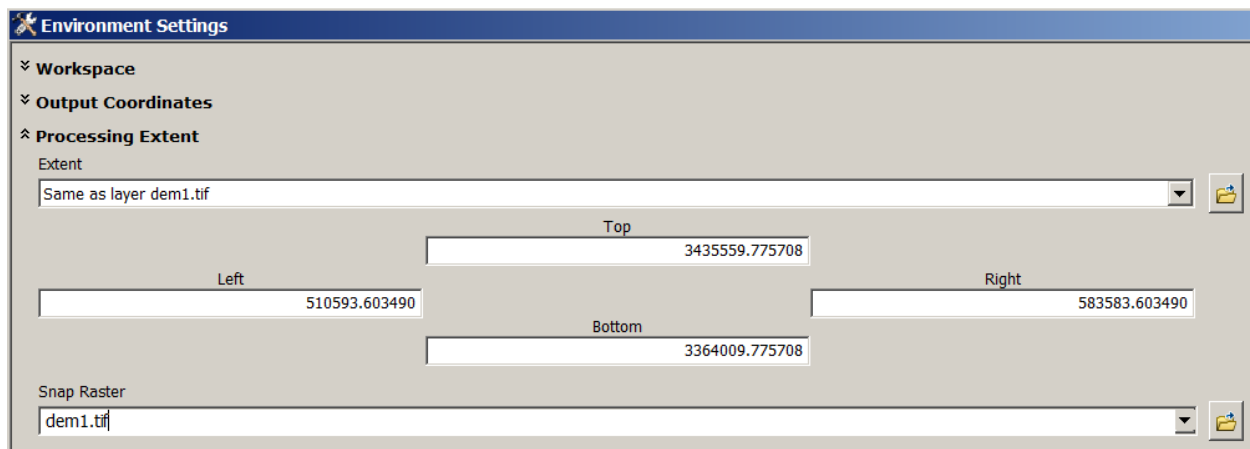 Environment Settings
Workspace
Output Coordinates
Processing Extent
Extent
Same as layer dem1.tif
Top
3435559.775708
Left
Right
510593.603490
583583.603490
Bottom
3364009.775708
Snap Raster
dem1.tif